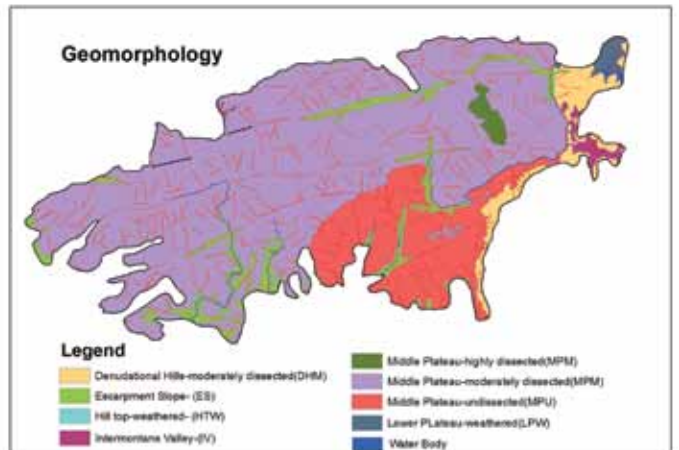 Geomorphology
Legend
Denudational Hills-moderately dissected(DHM)
Escarpment Slope- (ES)
Hill top-weathered- (HTW)
Intermontane Valley-(IV)
Middle Plateau-highly dissected(MPM)
Middle Plateau-moderately dissected(MPM)
Middle Plateau-undissected(MPU)
Lower PLateau-weathered(LPW)
Water Body